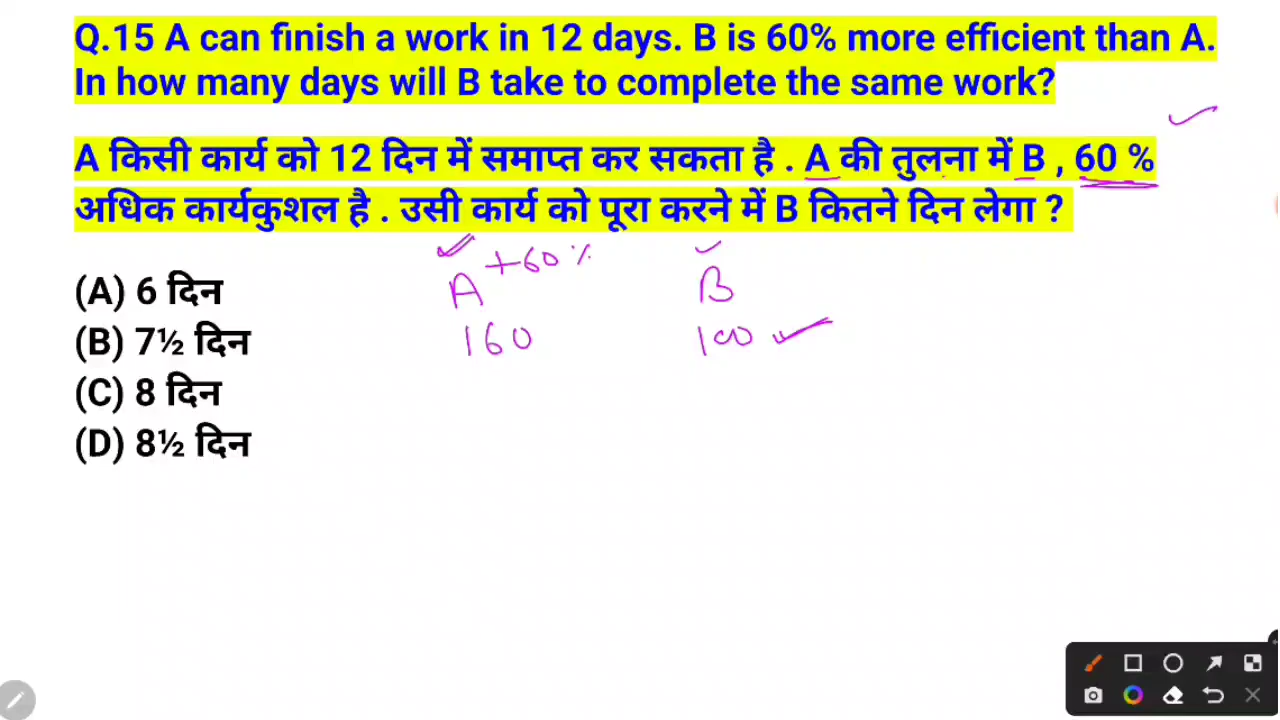 Q.15 A can finish a work in 12 days. B is 60% more efficient than A.
In how many days will B take to complete the same work?
A किसी कार्य को 12 दिन में समाप्त कर सकता है . A की तुलना में B , 60 %
अधिक कार्यकुशल है . उसी कार्य को पूरा करने में B कितने दिन लेगा ?
+60%
A B
160 100
(A) 6 दिन
(B) 7½ दिन
(C) 8 दिन
(D) 8½ दिन